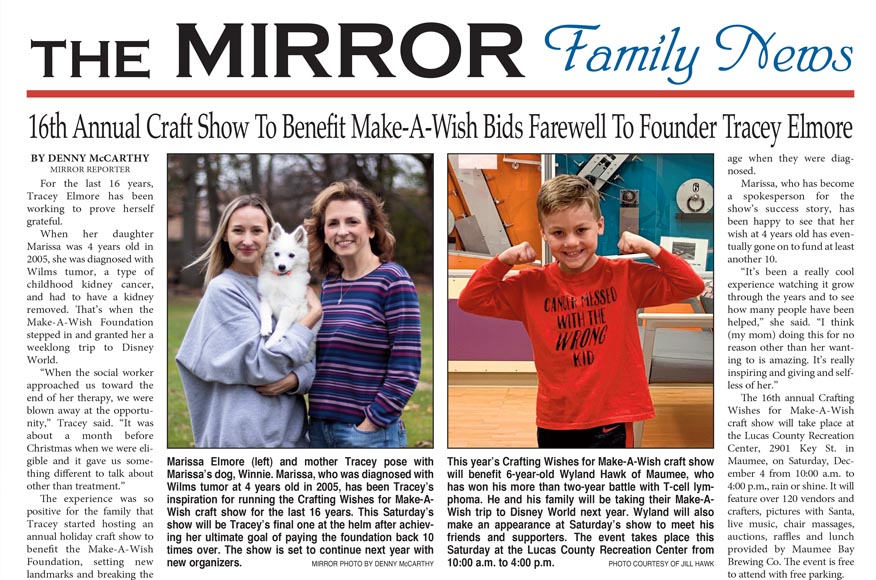 THE MIRROR Family News
16th Annual Craft Show To Benefit Make-A-Wish Bids Farewell To Founder Tracey Elmore
BY DENNY McCARTHY
MIRROR REPORTER
For the last 16 years,
Tracey Elmore has been
working to prove herself
grateful.
When her daughter
Marissa was 4 years old in
2005, she was diagnosed with
Wilms tumor, a type of
childhood kidney cancer,
and had to have a kidney
removed. That's when the
Make-A-Wish Foundation
stepped in and granted her a
weeklong trip to Disney
World.
“When the social worker
approached us toward the
end of her therapy, we were
blown away at the opportu-
nity,” Tracey said. “It was
about a month before
Christmas when we were eli-
gible and it gave us some-
thing different to talk about
other than treatment.”
The experience was so
positive for the family that
Tracey started hosting an
annual holiday craft show to
benefit the Make-A-Wish
Foundation, setting new
landmarks and breaking the
Marissa Elmore (left) and mother Tracey pose with
Marissa's dog, Winnie. Marissa, who was diagnosed with
Wilms tumor at 4 years old in 2005, has been Tracey's
inspiration for running the Crafting Wishes for Make-A-
Wish craft show for the last 16 years. This Saturday's
show will be Tracey's final one at the helm after achiev-
ing her ultimate goal of paying the foundation back 10
times over. The show is set to continue next year with
new organizers. MIRROR PHOTO BY DENNY McCARTHY
6
CANCER MESSED
WITH THE
WRONG
KID
This year's Crafting Wishes for Make-A-Wish craft show
will benefit 6-year-old Wyland Hawk of Maumee, who
has won his more than two-year battle with T-cell lym-
phoma. He and his family will be taking their Make-A-
Wish trip to Disney World next year. Wyland will also
make an appearance at Saturday's show to meet his
friends and supporters. The event takes place this
Saturday at the Lucas County Recreation Center from
10:00 a.m. to 4:00 p.m. PHOTO COURTESY OF JILL HAWK
age when they were diag-
nosed.
Marissa, who has become
a spokesperson for the
show's success story, has
been happy to see that her
wish at 4 years old has even-
tually gone on to fund at least
another 10.
“It's been a really cool
experience watching it grow
through the years and to see
how many people have been
helped,” she said. “I think
(my mom) doing this for no
reason other than her want-
ing to is amazing. It's really
inspiring and giving and self-
less of her.”
The 16th annual Crafting
Wishes for Make-A-Wish
craft show will take place at
the Lucas County Recreation
Center, 2901 Key St. in
Maumee, on Saturday, Dec-
ember 4 from 10:00 a.m. to
4:00 p.m., rain or shine. It will
feature over 120 vendors and
crafters, pictures with Santa,
live music, chair massages,
auctions, raffles and lunch
provided by Maumee Bay
Brewing Co. The event is free
to attend with free parking.